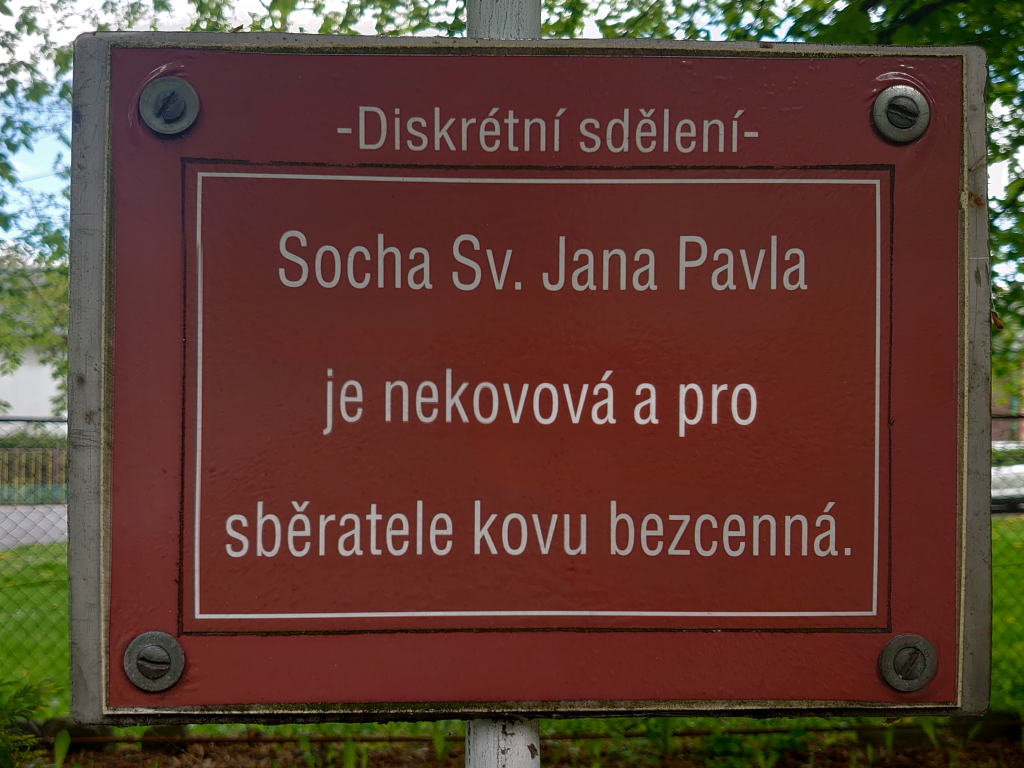 -Diskrétní sdělení-
Socha Sv. Jana Pavla
je nekovová a pro
sběratele kovu bezcenná.